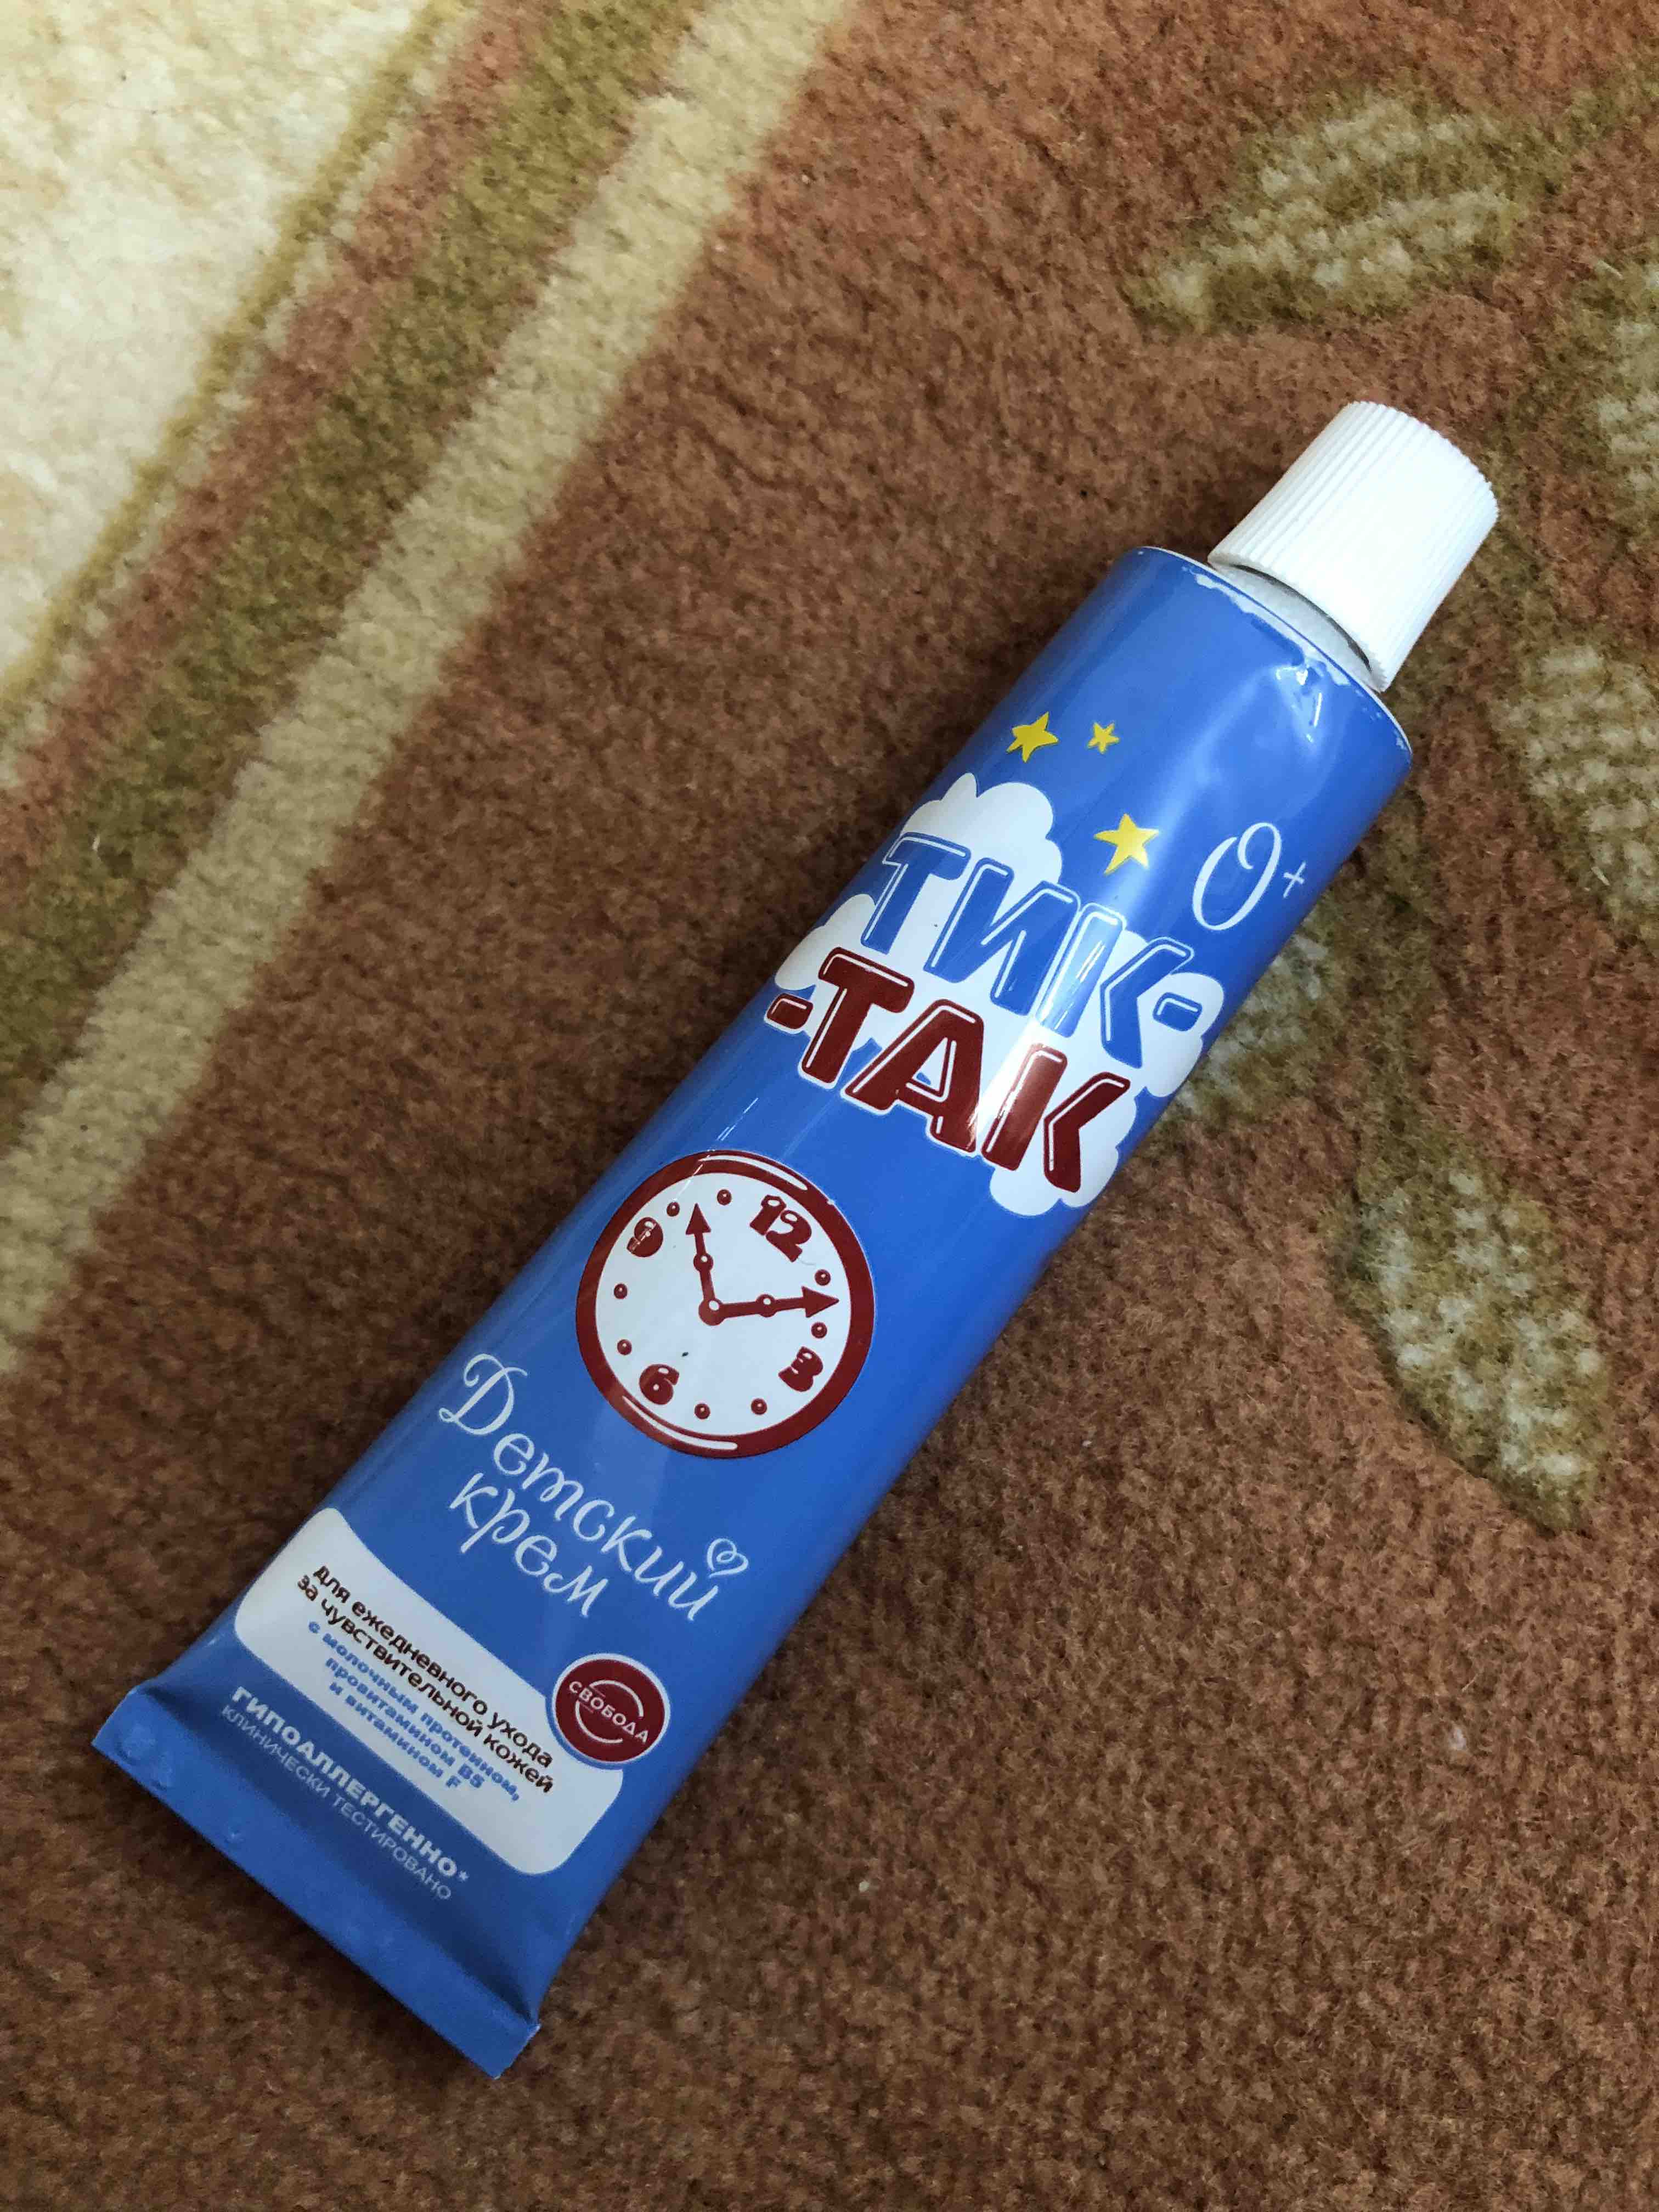 0+
ТИК-
-ТАК
12
9
3
6
Детский
крем
для ежедневного ухода
за чувствительной кожей
с молочным протеином,
провитамином B5
и витамином F
СВОБОДА
ГИПОАЛЛЕРГЕННО*
КЛИНИЧЕСКИ ТЕСТИРОВАНО